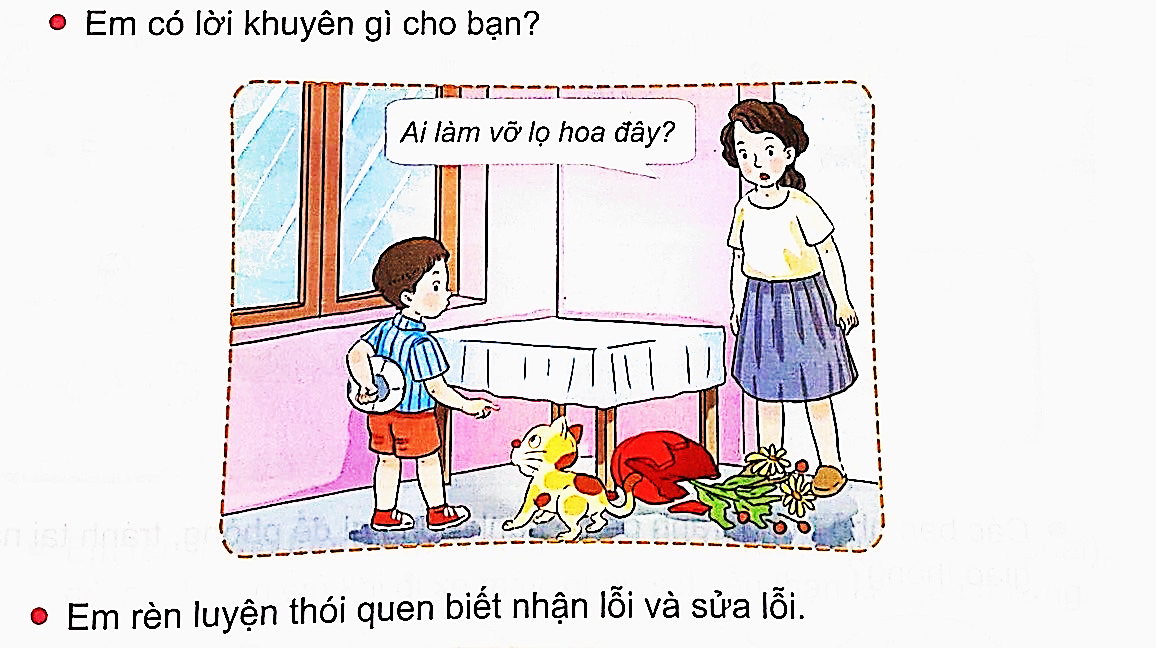 Em có lời khuyên gì cho bạn?
Ai làm vỡ lọ hoa đây?
Em rèn luyện thói quen biết nhận lỗi và sửa lỗi.